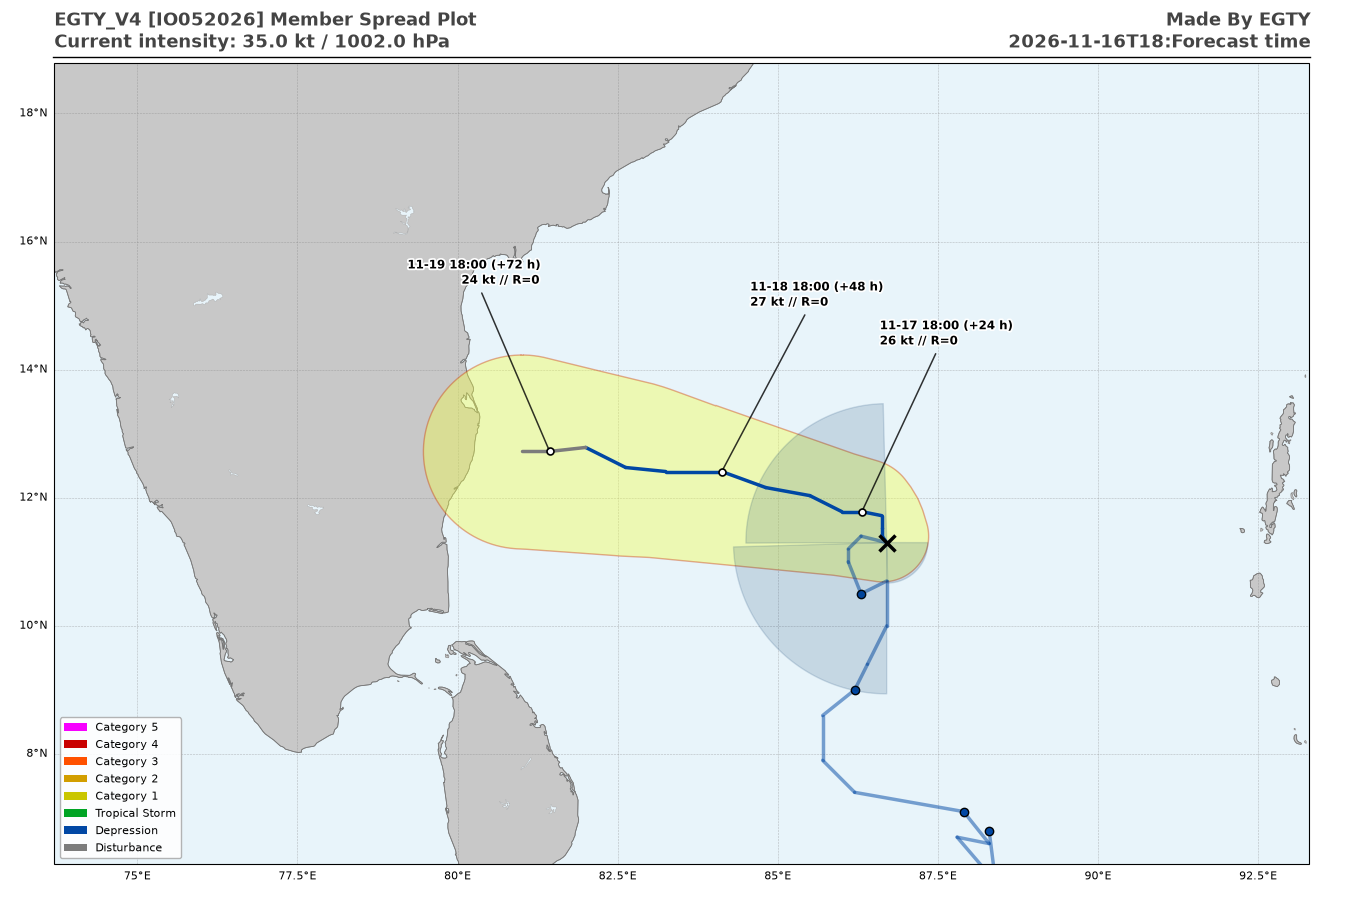 EGTY_V4 [IO052026] Member Spread Plot
Current intensity: 35.0 kt / 1002.0 hPa
Made By EGTY
2026-11-16T18:Forecast time
18°N
16°N
14°N
12°N
10°N
8°N
11-19 18:00 (+72 h)
24 kt // R=0
11-18 18:00 (+48 h)
27 kt // R=0
11-17 18:00 (+24 h)
26 kt // R=0
Category 5
Category 4
Category 3
Category 2
Category 1
Tropical Storm
Depression
Disturbance
75°E
77.5°E
80°E
82.5°E
85°E
87.5°E
90°E
92.5°E